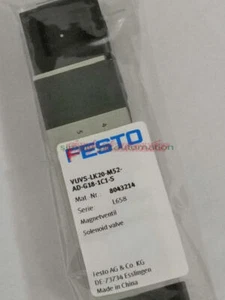 FESTO
VUVS-LK20-M52-
AD-G18-1C1-S
Mat.-Nr. 8043214
Serie L658
Magnetventil
Solenoid valve
Festo AG & Co. KG
DE-73734 Esslingen
Made in China